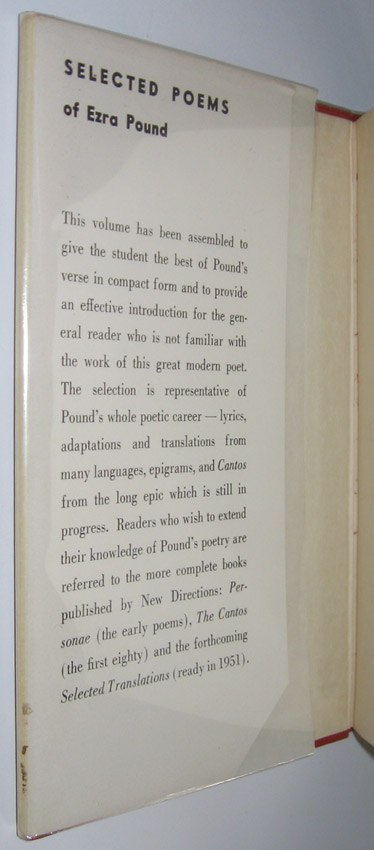 SELECTED POEMS
of Ezra Pound
This volume has been assembled to
give the student the best of Pound's
verse in compact form and to provide
an effective introduction for the gen-
eral reader who is not familiar with
the work of this great modern poet.
The selection is representative of
Pound's whole poetic career — lyrics,
adaptations and translations from
many languages, epigrams, and Cantos
from the long epic which is still in
progress. Readers who wish to extend
their knowledge of Pound's poetry are
referred to the more complete books
published by New Directions: Per-
sonae (the early poems), The Cantos
(the first eighty) and the forthcoming
Selected Translations (ready in 1951).